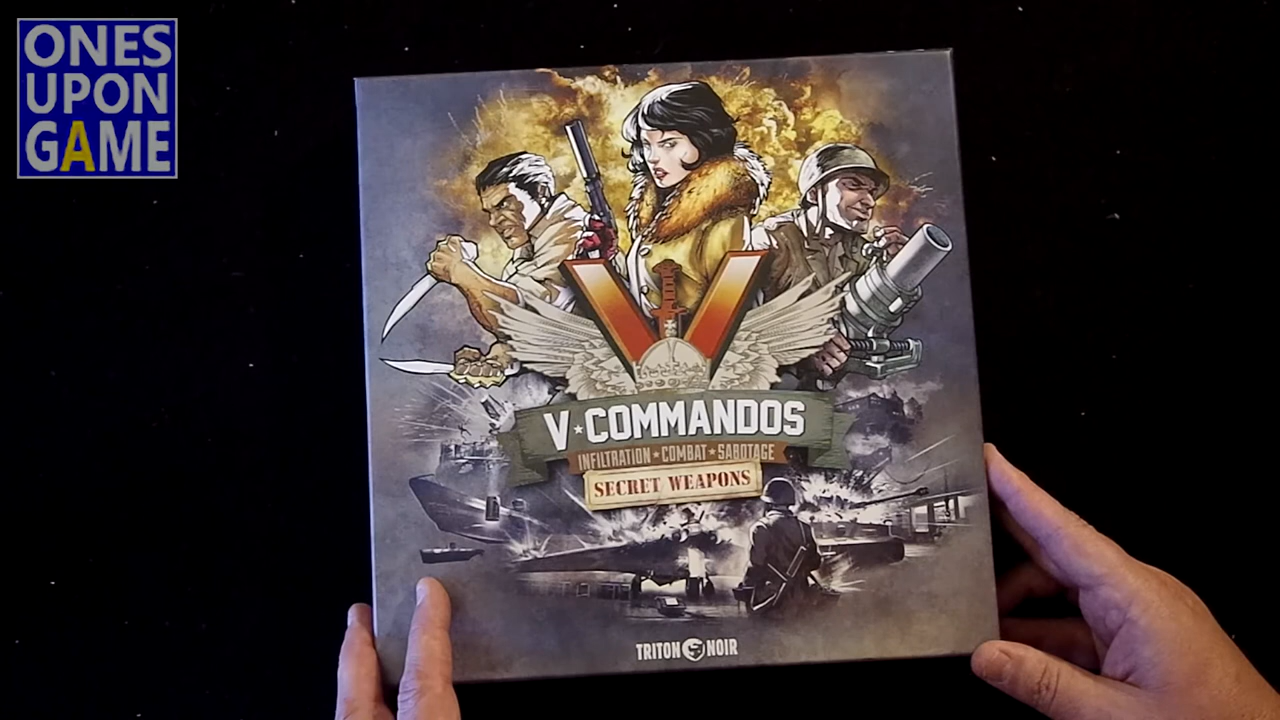 ONES
UPON
GAME
V
V★COMMANDOS
INFILTRATION★COMBAT★SABOTAGE
SECRET WEAPONS
TRITON NOIR